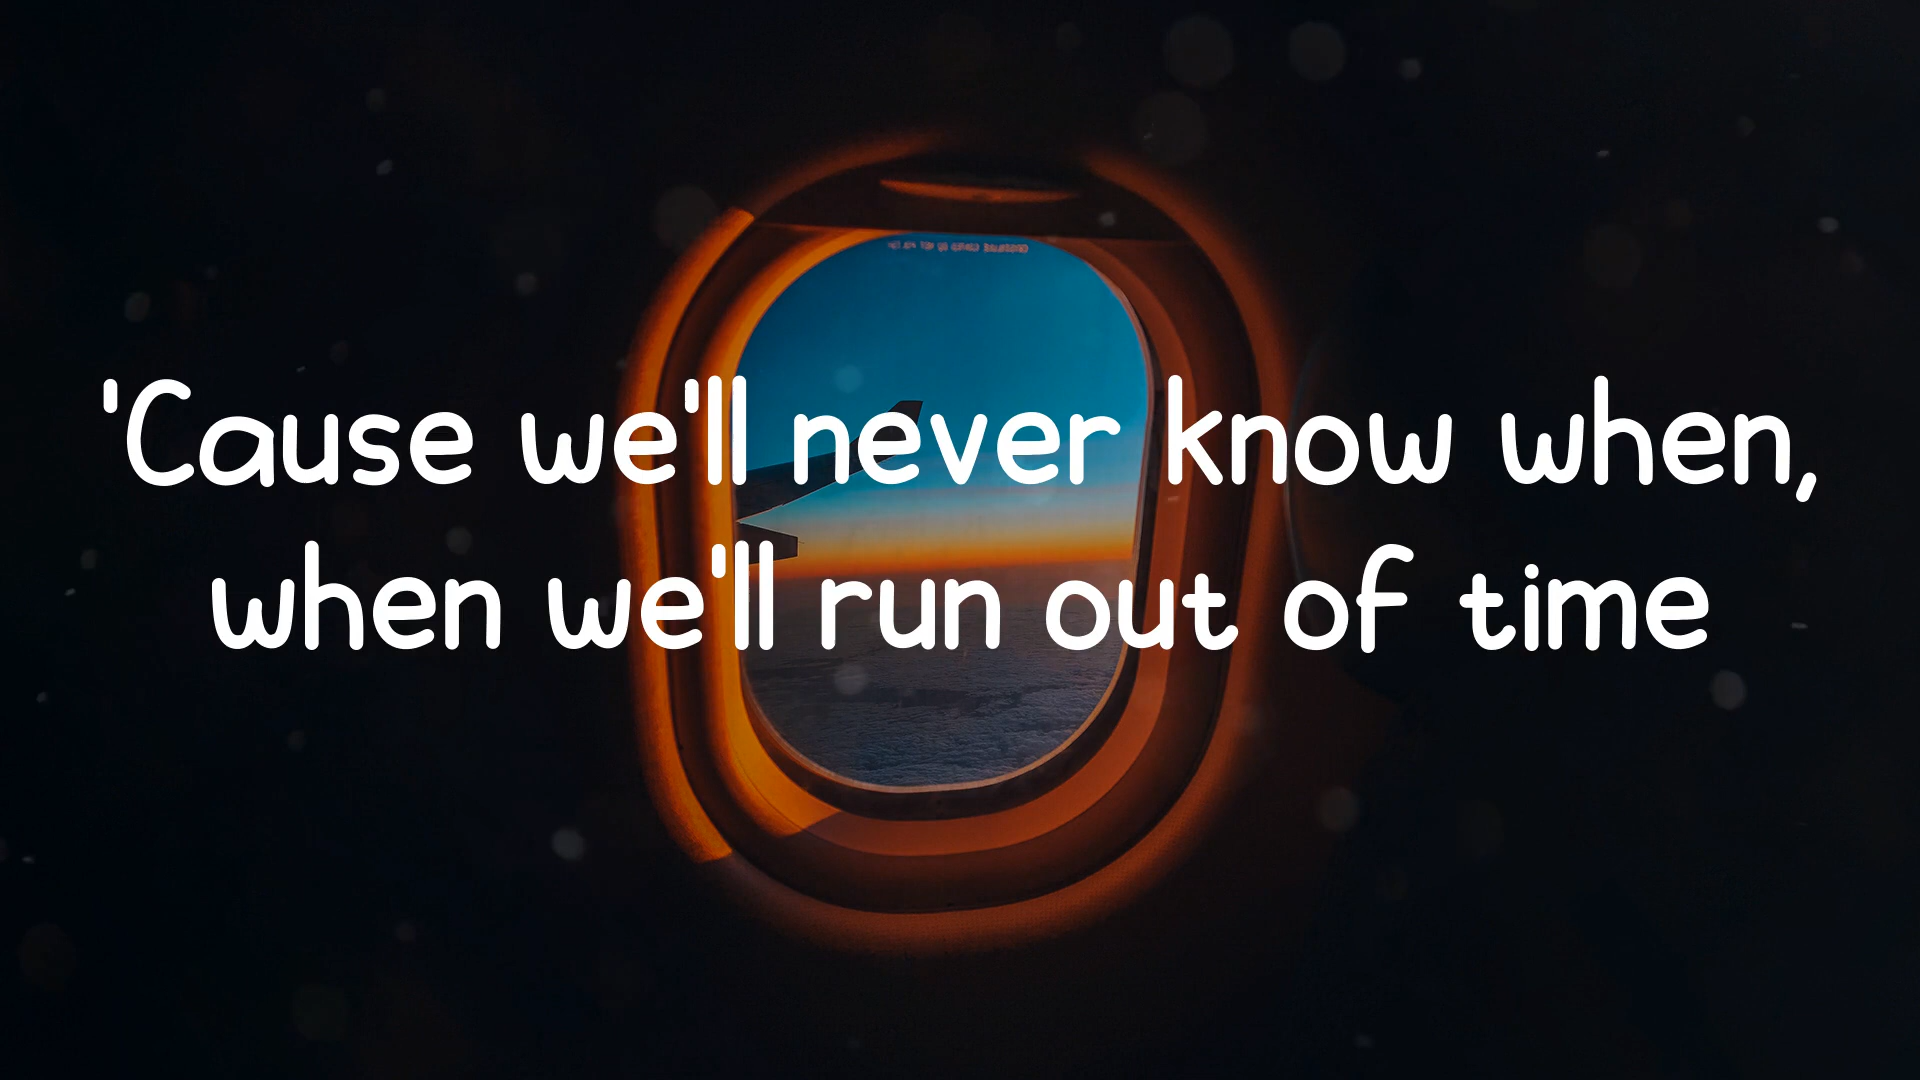 'Cause we'll never know when,
when we'll run out of time